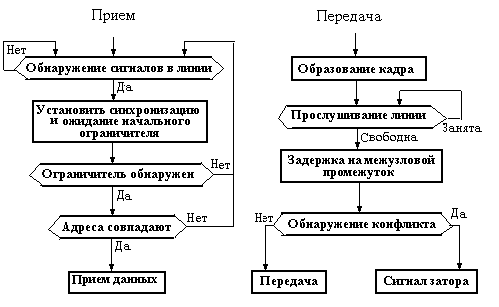 Прием
Нет
Обнаружение сигналов в линии
Да
Установить синхронизацию
и ожидание начального
ограничителя
Ограничитель обнаружен
Нет
Да
Адреса совпадают
Нет
Да
Прием данных
Передача
Образование кадра
Прослушивание линии
Занята
Свободна
Задержка на межузловой
промежуток
Нет
Обнаружение конфликта
Да
Передача
Сигнал затора